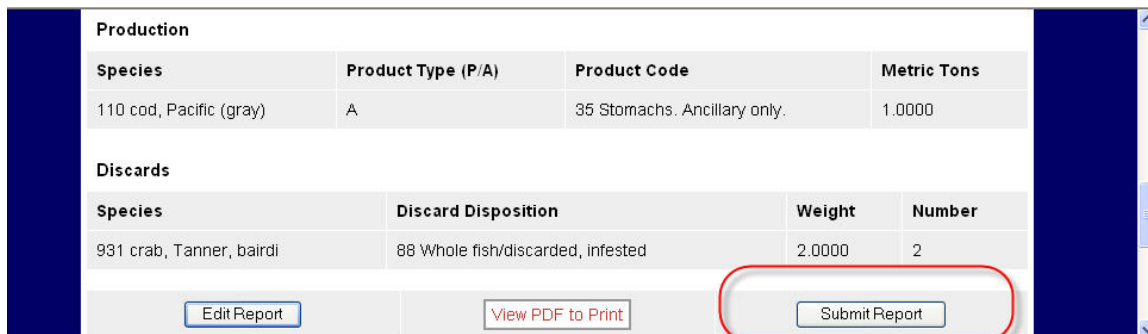 Production
Species Product Type (P/A) Product Code Metric Tons
110 cod, Pacific (gray) A 35 Stomachs. Ancillary only. 1.0000
Discards
Species Discard Disposition Weight Number
931 crab, Tanner, bairdi 88 Whole fish/discarded, infested 2.0000 2
Edit Report View PDF to Print Submit Report